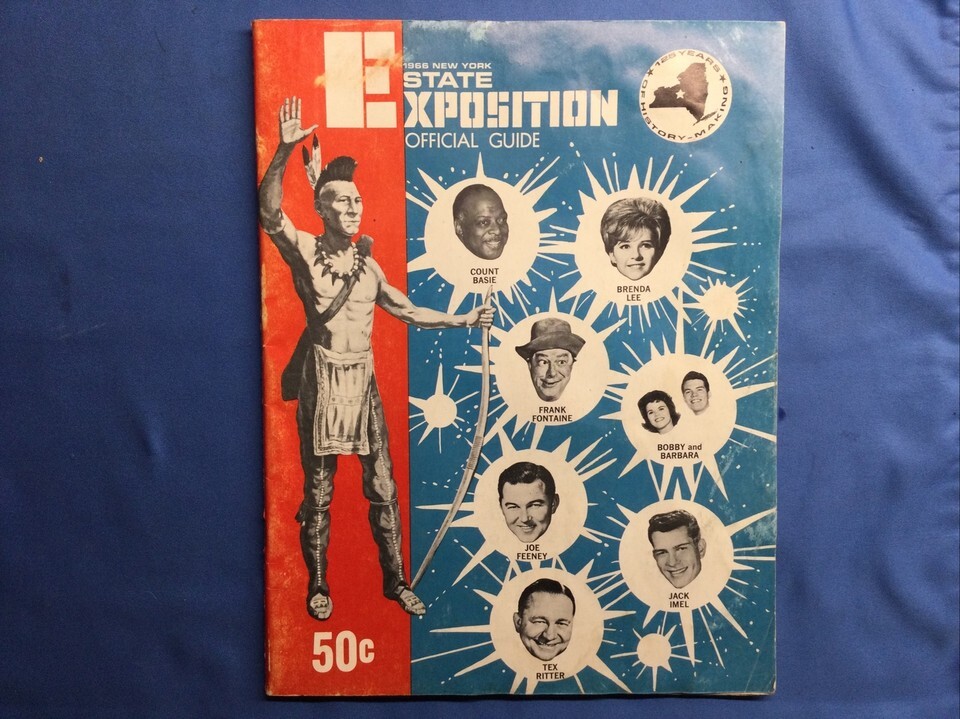 1966 NEW YORK
STATE
EXPOSITION
OFFICIAL GUIDE
★ 125 YEARS ★
OF HISTORY-MAKING
COUNT
BASIE
BRENDA
LEE
FRANK
FONTAINE
BOBBY and
BARBARA
JOE
FEENEY
JACK
IMEL
TEX
RITTER
50c